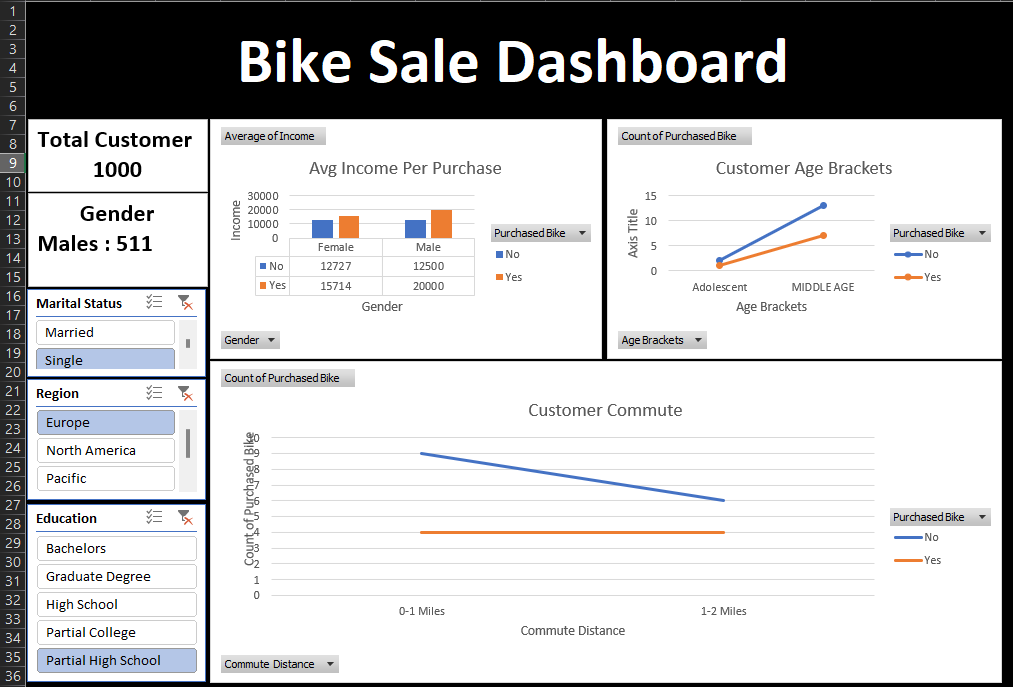 Bike Sale Dashboard
1
2
3
4
5
6
7
8
9
10
11
12
13
14
15
16
17
18
19
20
21
22
23
24
25
26
27
28
29
30
31
32
33
34
35
36
Total Customer
1000
Gender
Males : 511
Marital Status
Married
Single
Region
Europe
North America
Pacific
Education
Bachelors
Graduate Degree
High School
Partial College
Partial High School
Average of Income
Avg Income Per Purchase
Income
30000
20000
10000
0
Female Male
No 12727 12500
Yes 15714 20000
Gender
Purchased Bike
No
Yes
Gender
Count of Purchased Bike
Customer Age Brackets
Axis Title
15
10
5
0
Adolescent MIDDLE AGE
Age Brackets
Purchased Bike
No
Yes
Age Brackets
Count of Purchased Bike
Customer Commute
Count of Purchased Bike
10
9
8
7
6
5
4
3
2
1
0
0-1 Miles 1-2 Miles
Commute Distance
Purchased Bike
No
Yes
Commute Distance